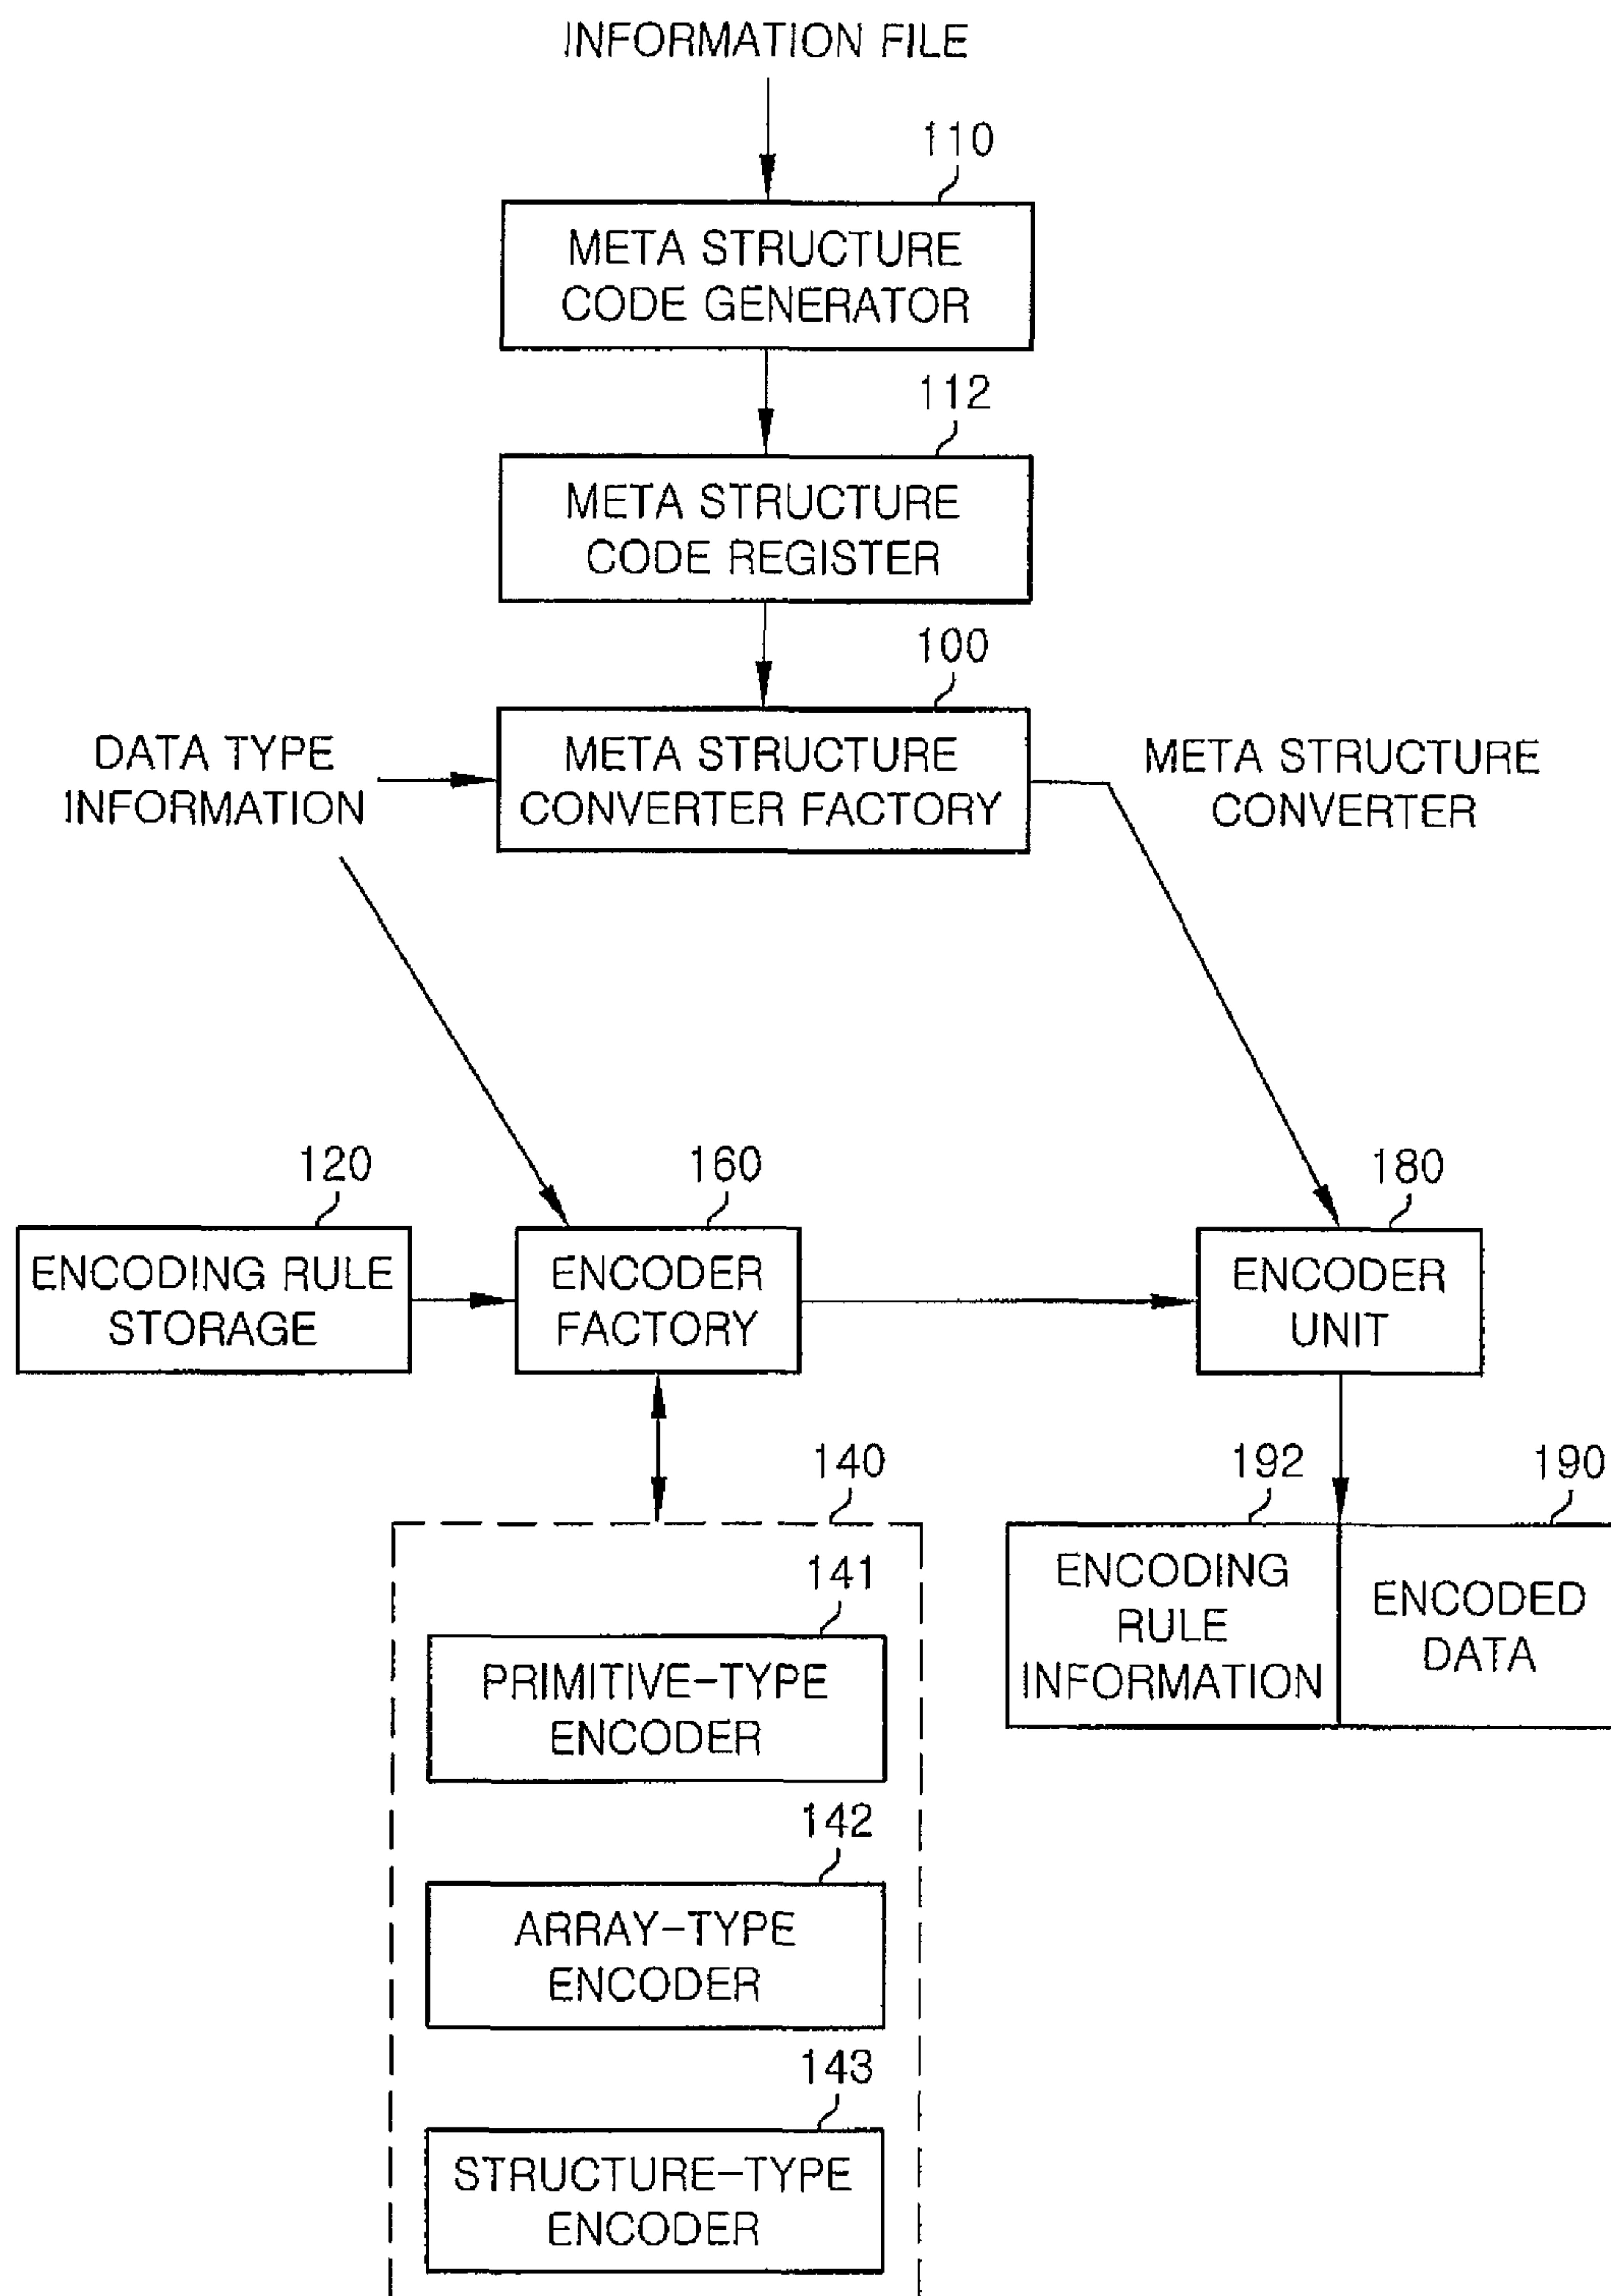 INFORMATION FILE
110
META STRUCTURE
CODE GENERATOR
112
META STRUCTURE
CODE REGISTER
100
DATA TYPE
INFORMATION
META STRUCTURE
CONVERTER FACTORY
META STRUCTURE
CONVERTER
120
160
180
ENCODING RULE
STORAGE
ENCODER
FACTORY
ENCODER
UNIT
140
192
190
141
PRIMITIVE-TYPE
ENCODER
ENCODING
RULE
INFORMATION
ENCODED
DATA
142
ARRAY-TYPE
ENCODER
143
STRUCTURE-TYPE
ENCODER